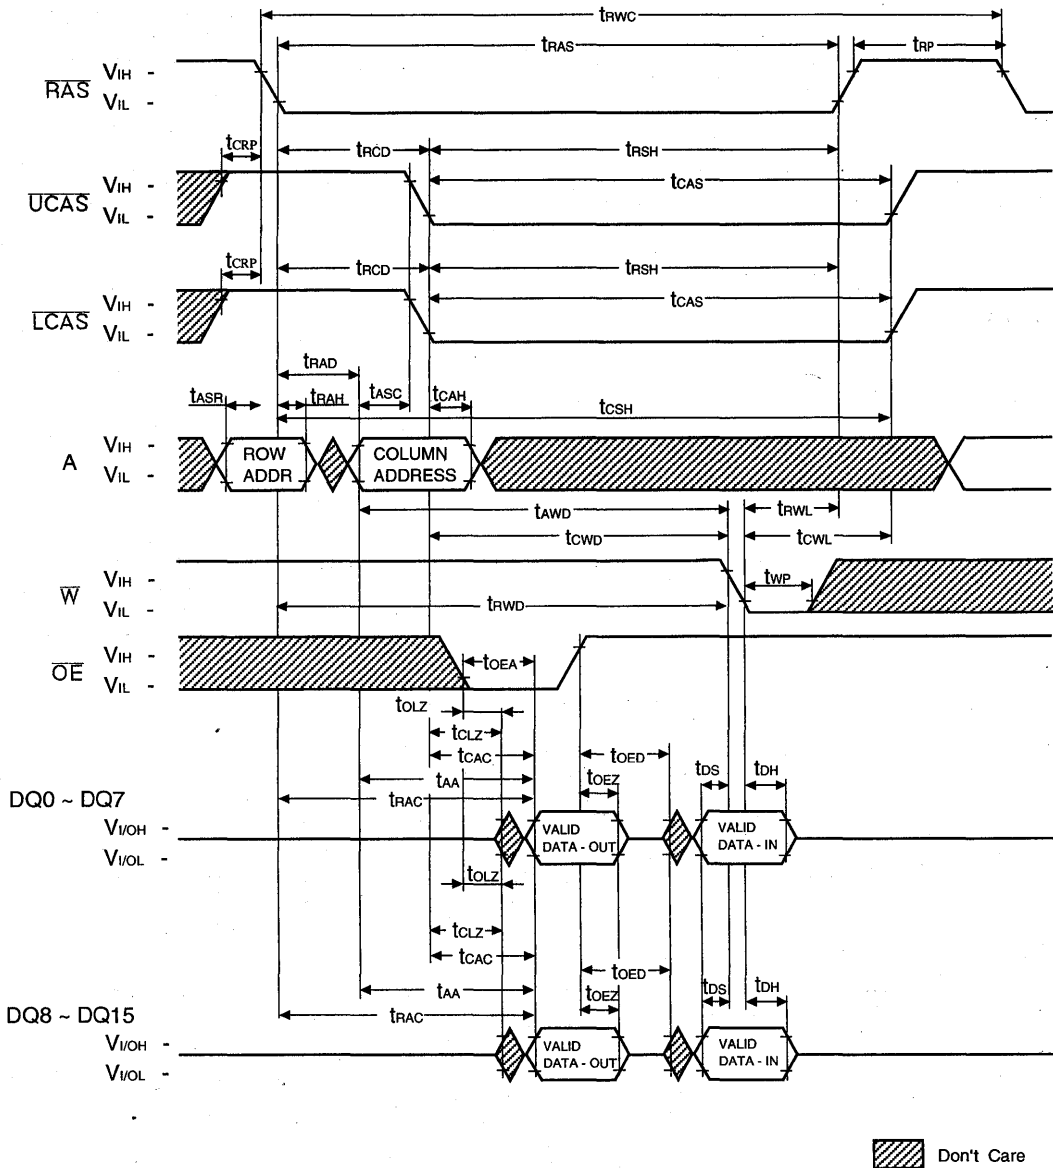 tRWC
tRAS tRP
RAS VIH -
VIL -
tCRP tRCD tRSH
UCAS VIH - tCAS
VIL -
tCRP tRCD tRSH
LCAS VIH - tCAS
VIL -
tRAD
tASR tRAH tASC tCAH
tCSH
A VIH - ROW COLUMN
VIL - ADDR ADDRESS
tAWD tRWL
tCWD tCWL
W VIH - tWP
VIL - tRWD
OE VIH - tOEA
VIL -
tOLZ
tCLZ
tCAC tOED
tAA tOEZ tDS tDH
DQ0 ~ DQ7 tRAC
VI/OH - VALID VALID
VI/OL - DATA - OUT DATA - IN
tOLZ
tCLZ
tCAC tOED
tAA tOEZ tDS tDH
DQ8 ~ DQ15 tRAC
VI/OH - VALID VALID
VI/OL - DATA - OUT DATA - IN
Don't Care